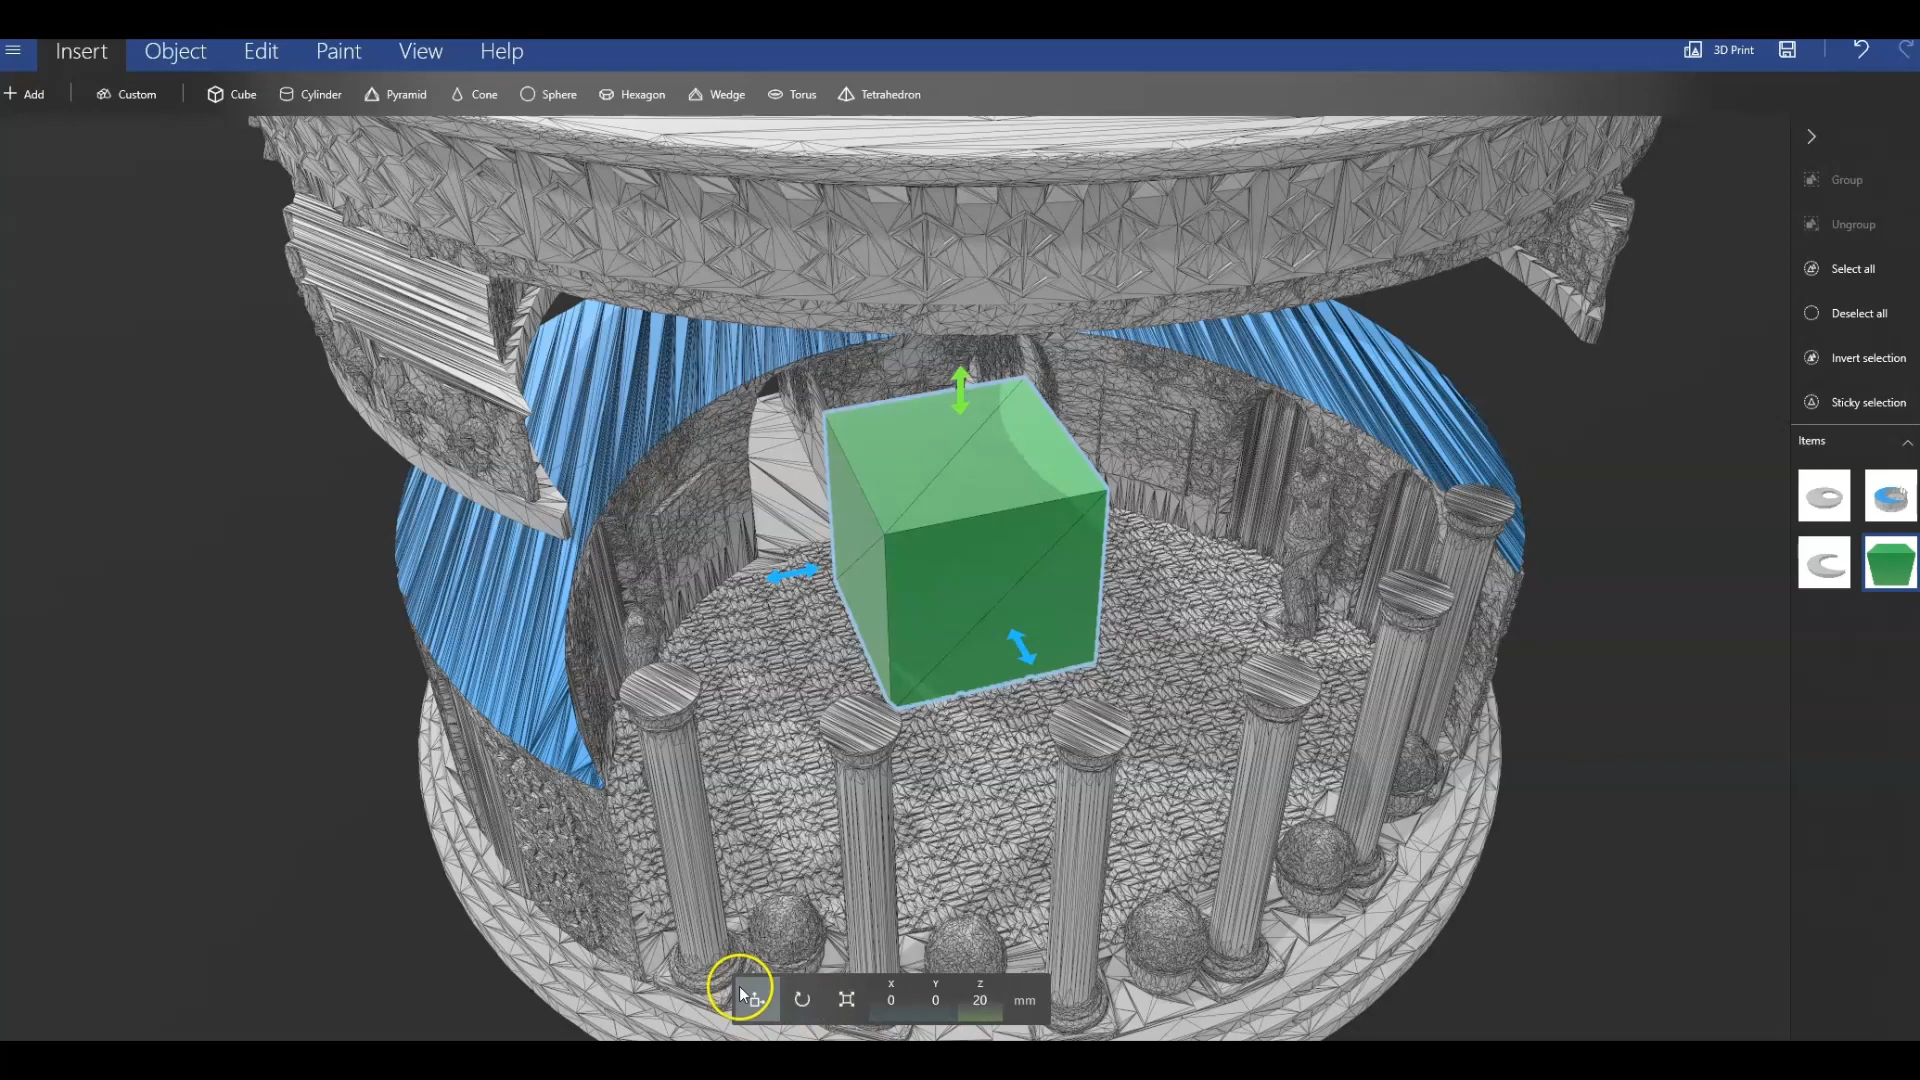 Insert Object Edit Paint View Help 3D Print
Add Custom Cube Cylinder Pyramid Cone Sphere Hexagon Wedge Torus Tetrahedron
Group
Ungroup
Select all
Deselect all
Invert selection
Sticky selection
Items
X Y Z
0 0 20 mm